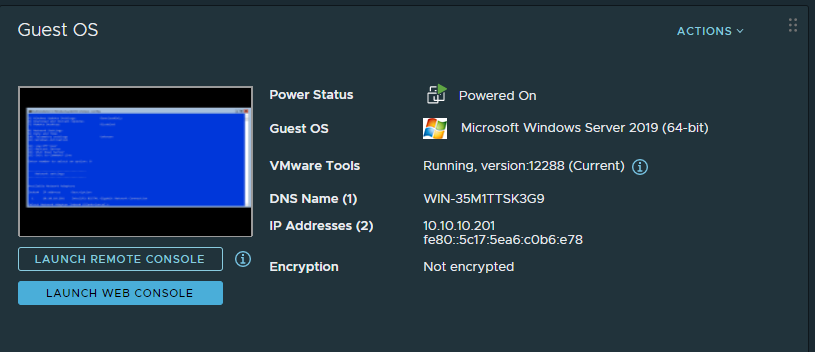 Guest OS
ACTIONS
Power Status
Powered On
Guest OS
Microsoft Windows Server 2019 (64-bit)
VMware Tools
Running, version:12288 (Current)
DNS Name (1)
WIN-35M1TTSK3G9
IP Addresses (2)
10.10.10.201
fe80::5c17:5ea6:c0b6:e78
Encryption
Not encrypted
LAUNCH REMOTE CONSOLE
LAUNCH WEB CONSOLE